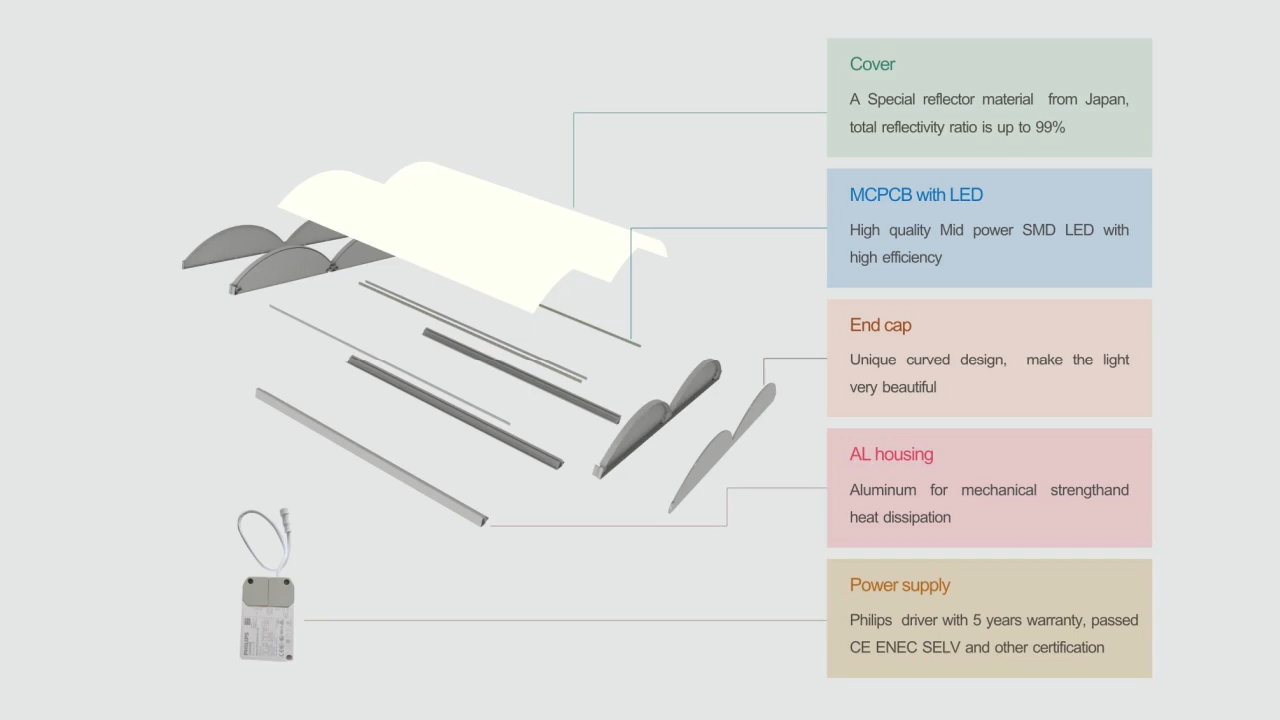 Cover
A Special reflector material from Japan,
total reflectivity ratio is up to 99%
MCPCB with LED
High quality Mid power SMD LED with
high efficiency
End cap
Unique curved design, make the light
very beautiful
AL housing
Aluminum for mechanical strengthand
heat dissipation
Power supply
Philips driver with 5 years warranty, passed
CE ENEC SELV and other certification
PHILIPS